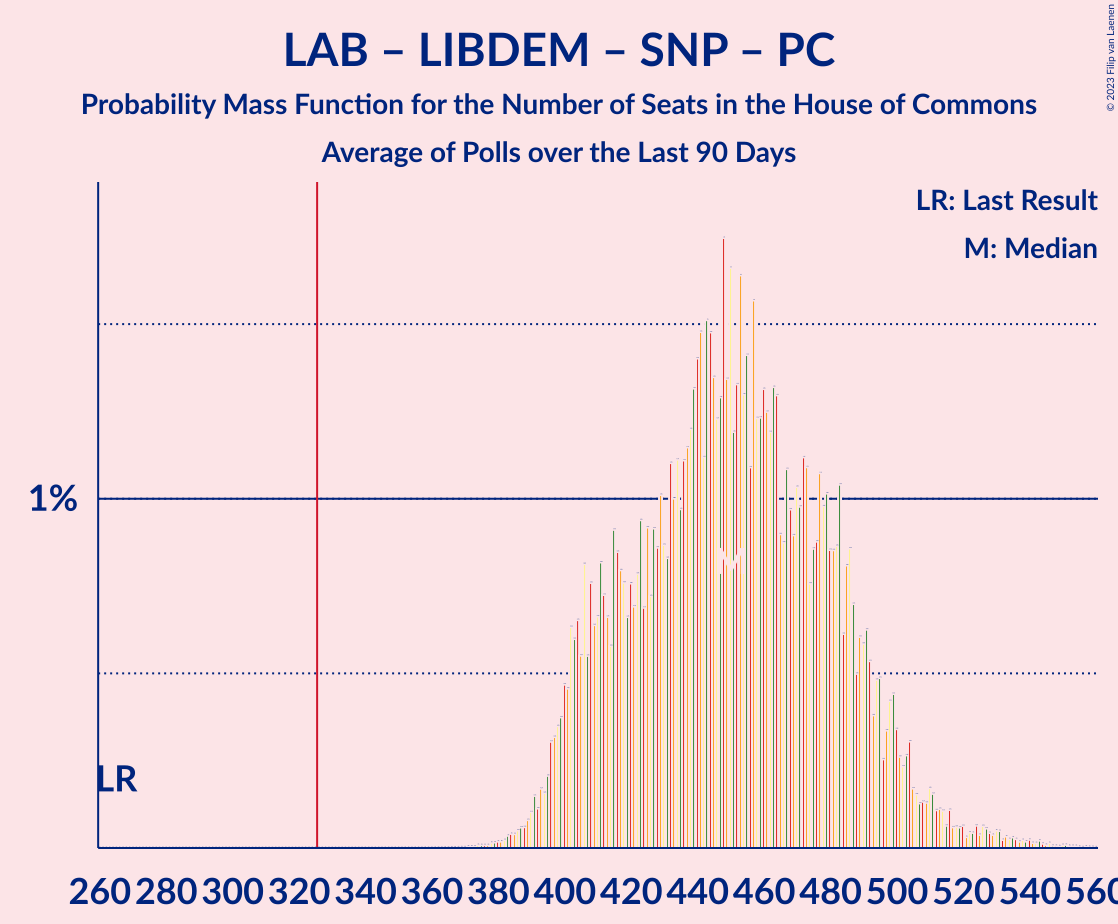 LAB – LIBDEM – SNP – PC
Probability Mass Function for the Number of Seats in the House of Commons
Average of Polls over the Last 90 Days
© 2023 Filip van Laenen
LR: Last Result
M: Median
1%
LR
260 280 300 320 340 360 380 400 420 440 460 480 500 520 540 560